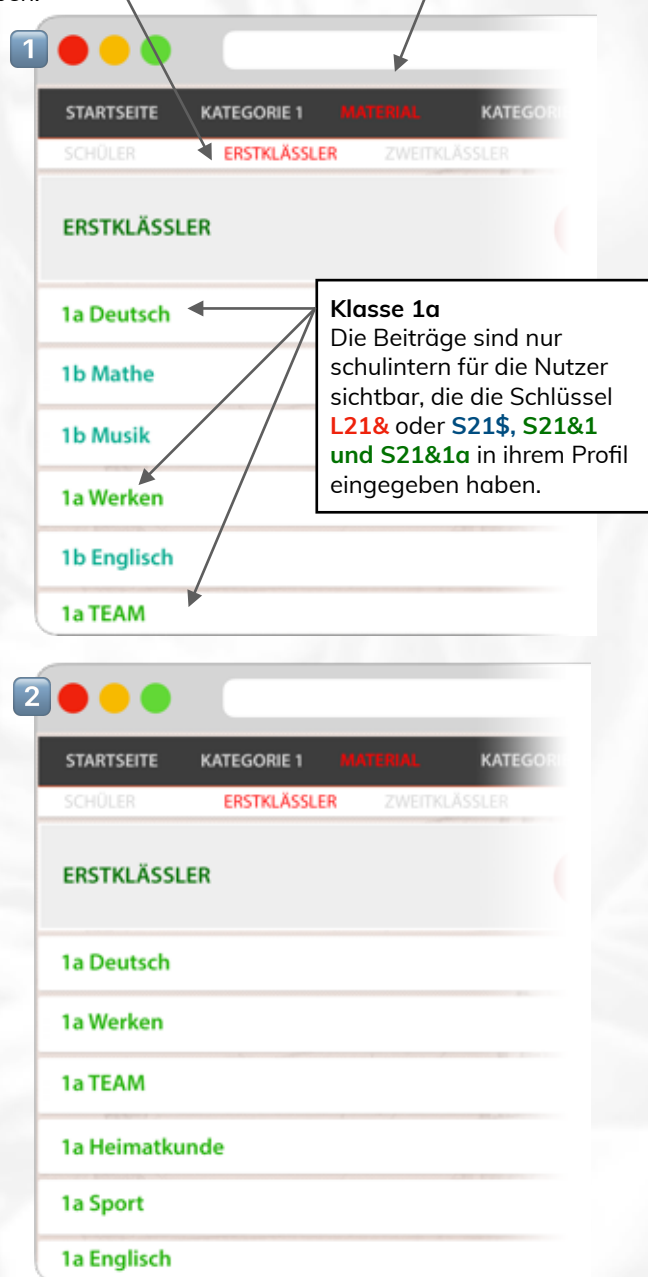 1
STARTSEITE KATEGORIE 1 MATERIAL KATEGOR
SCHÜLER ERSTKLÄSSLER ZWEITKLÄSSLER
ERSTKLÄSSLER
1a Deutsch
1b Mathe
1b Musik
1a Werken
1b Englisch
1a TEAM
Klasse 1a
Die Beiträge sind nur
schulintern für die Nutzer
sichtbar, die die Schlüssel
L21& oder S21$, S21&1
und S21&1a in ihrem Profil
eingegeben haben.
2
STARTSEITE KATEGORIE 1 MATERIAL KATEGOR
SCHÜLER ERSTKLÄSSLER ZWEITKLÄSSLER
ERSTKLÄSSLER
1a Deutsch
1a Werken
1a TEAM
1a Heimatkunde
1a Sport
1a Englisch